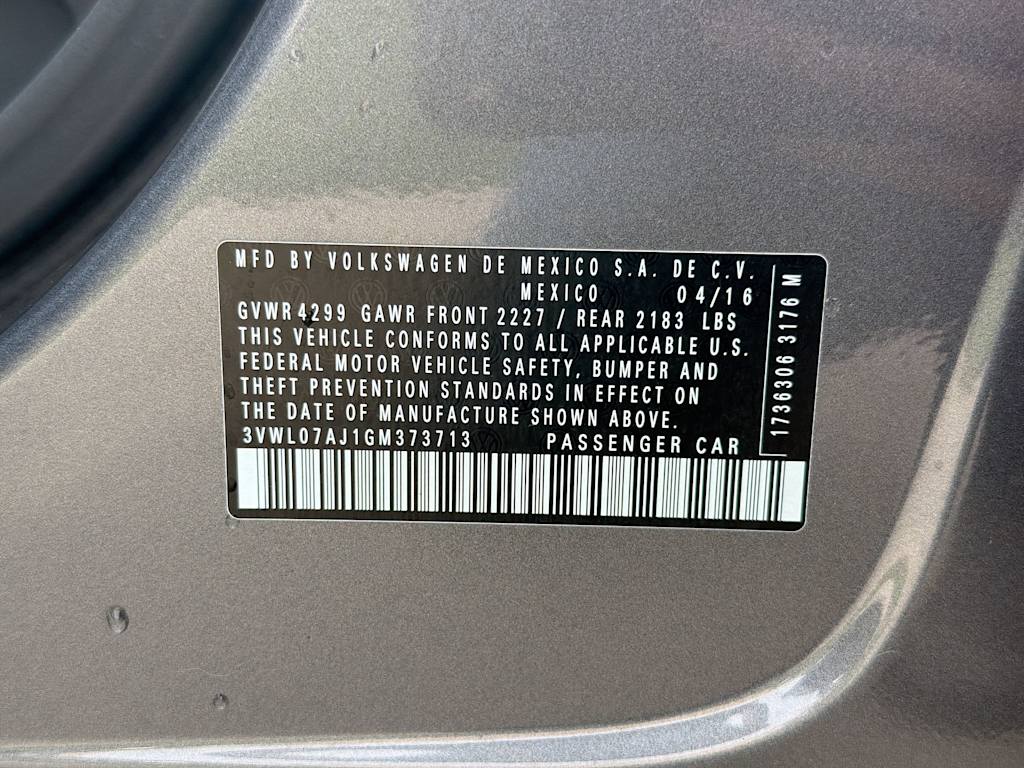 MFD BY VOLKSWAGEN DE MEXICO S.A. DE C.V.
MEXICO 04/16
GVWR 4299 GAWR FRONT 2227 / REAR 2183 LBS
THIS VEHICLE CONFORMS TO ALL APPLICABLE U.S.
FEDERAL MOTOR VEHICLE SAFETY, BUMPER AND
THEFT PREVENTION STANDARDS IN EFFECT ON
THE DATE OF MANUFACTURE SHOWN ABOVE.
3VWL07AJ1GM373713 PASSENGER CAR
1736306 3176 M